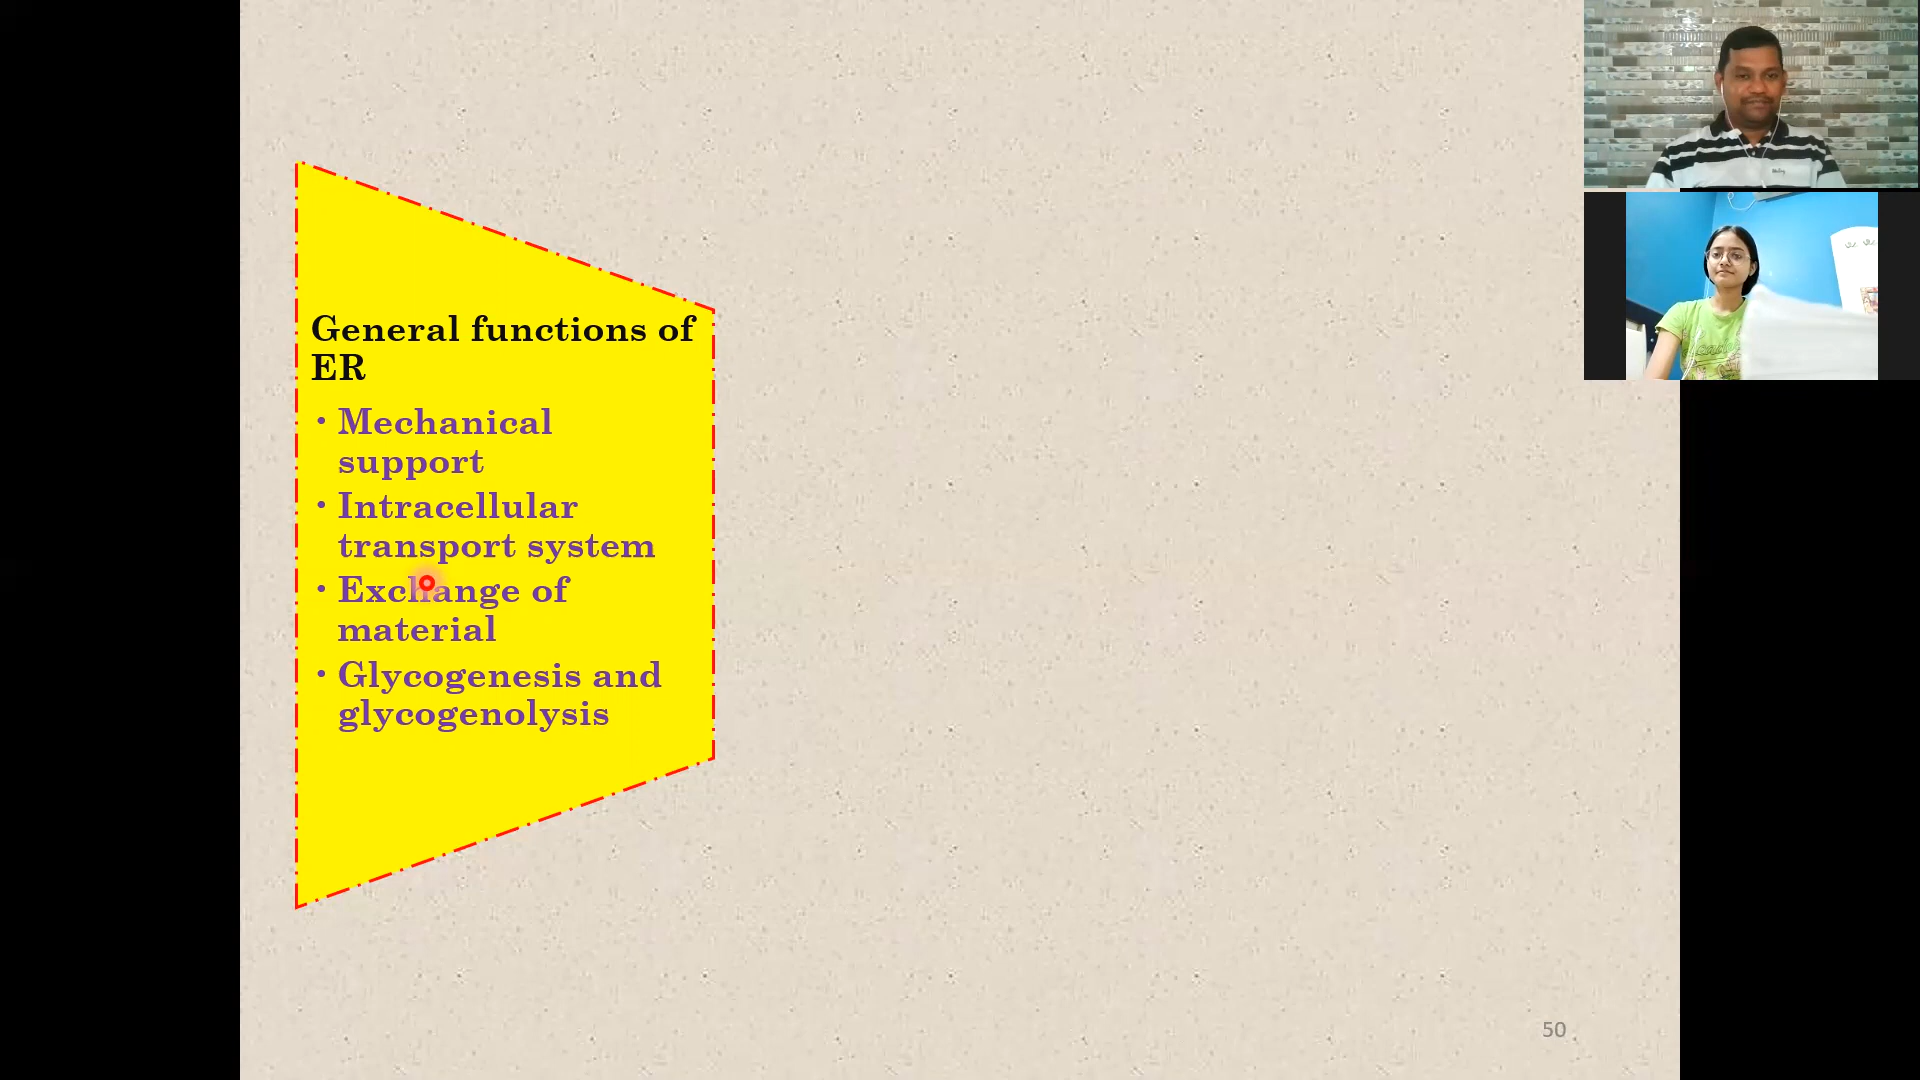 General functions of
ER
• Mechanical
support
• Intracellular
transport system
• Exchange of
material
• Glycogenesis and
glycogenolysis
50